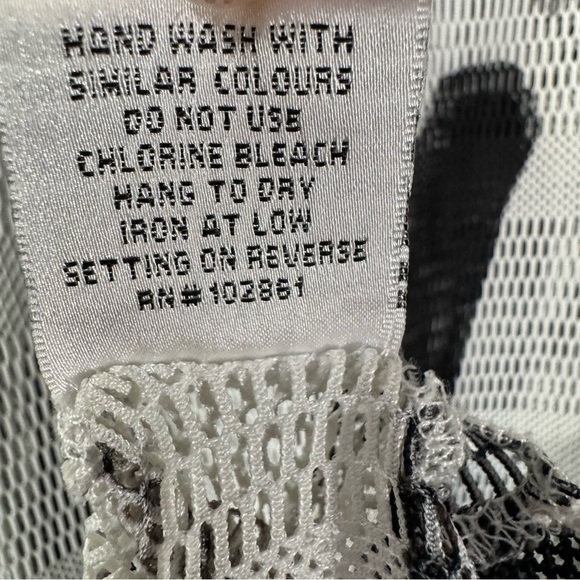 HAND WASH WITH
SIMILAR COLOURS
DO NOT USE
CHLORINE BLEACH
HANG TO DRY
IRON AT LOW
SETTING ON REVERSE
RN# 102861